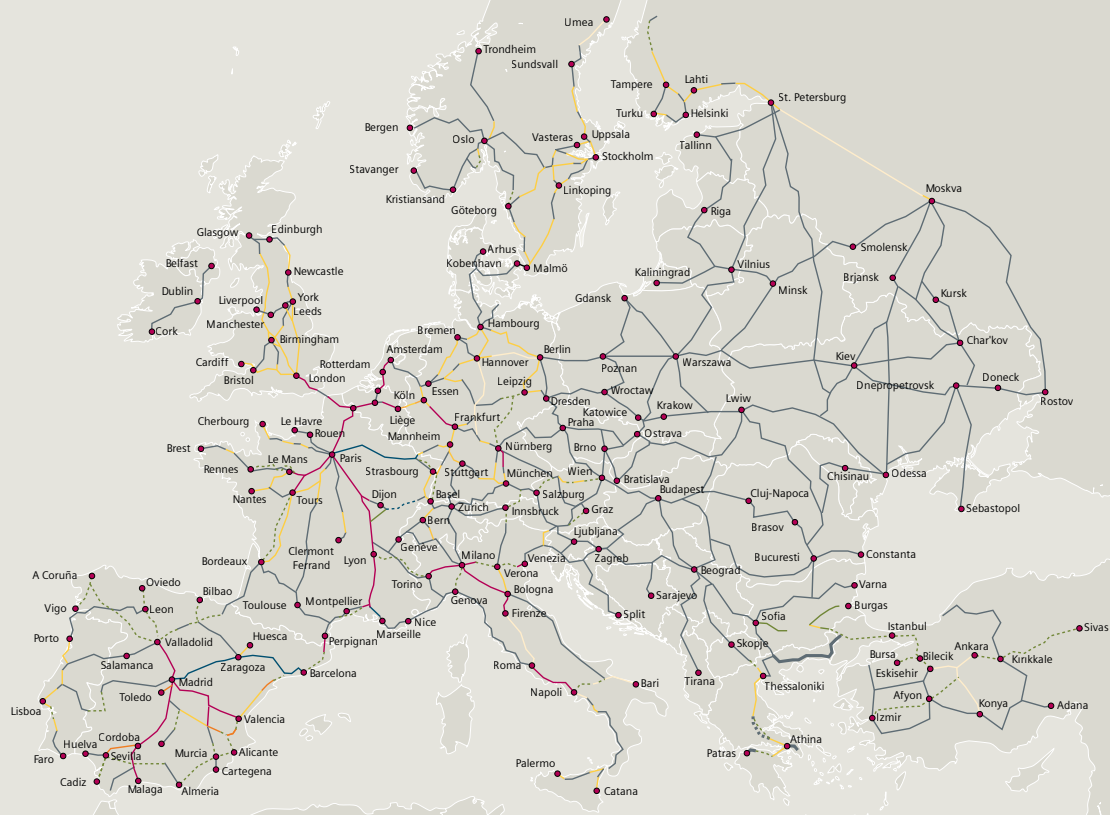 Umea
Trondheim
Sundsvall
Tampere
Lahti
St. Petersburg
Turku
Helsinki
Bergen
Oslo
Vasteras
Uppsala
Tallinn
Stockholm
Stavanger
Kristiansand
Linkoping
Moskva
Göteborg
Riga
Glasgow
Edinburgh
Smolensk
Arhus
Belfast
Kobenhavn
Malmö
Vilnius
Newcastle
Kaliningrad
Brjansk
Dublin
Minsk
Liverpool
York
Gdansk
Kursk
Leeds
Manchester
Hambourg
Cork
Bremen
Birmingham
Char'kov
Amsterdam
Berlin
Kiev
Cardiff
Rotterdam
Hannover
Warszawa
Poznan
Bristol
London
Leipzig
Doneck
Essen
Dnepropetrovsk
Köln
Wroctaw
Rostov
Dresden
Lwiw
Krakow
Liège
Katowice
Cherbourg
Le Havre
Frankfurt
Praha
Rouen
Ostrava
Mannheim
Brest
Nürnberg
Brno
Paris
Le Mans
Rennes
Strasbourg
Stuttgart
München
Wien
Chisinau
Odessa
Bratislava
Nantes
Tours
Dijon
Basel
Salzburg
Budapest
Cluj-Napoca
Zürich
Innsbruck
Graz
Sebastopol
Bern
Brasov
Ljubljana
Genève
Clermont
Ferrand
Lyon
Milano
Venezia
Zagreb
Bucuresti
Constanta
Bordeaux
Verona
Beograd
A Coruña
Oviedo
Torino
Varna
Bilbao
Bologna
Sarajevo
Toulouse
Montpellier
Genova
Vigo
Leon
Firenze
Split
Burgas
Nice
Sofia
Marseille
Istanbul
Sivas
Porto
Valladolid
Huesca
Perpignan
Skopje
Ankara
Bursa
Bilecik
Kırıkkale
Salamanca
Zaragoza
Roma
Eskisehir
Barcelona
Tirana
Madrid
Bari
Thessaloniki
Toledo
Napoli
Afyon
Konya
Adana
Lisboa
Valencia
Izmir
Cordoba
Athina
Huelva
Patras
Murcia
Alicante
Faro
Sevilla
Palermo
Cartegena
Cadiz
Malaga
Almeria
Catana